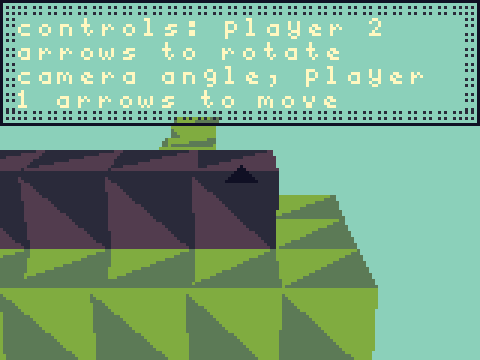 controls: player 2
arrows to rotate
camera angle, player
1 arrows to move